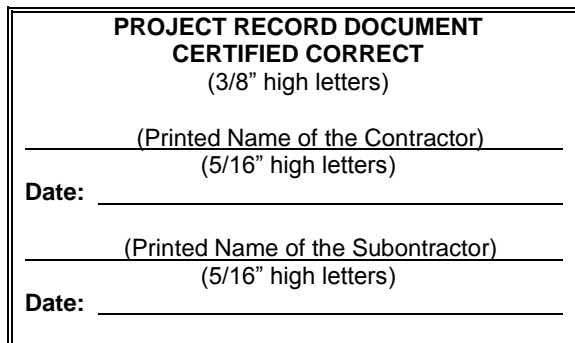 PROJECT RECORD DOCUMENT
CERTIFIED CORRECT
(3/8” high letters)
(Printed Name of the Contractor)
(5/16” high letters)
Date:
(Printed Name of the Subontractor)
(5/16” high letters)
Date: